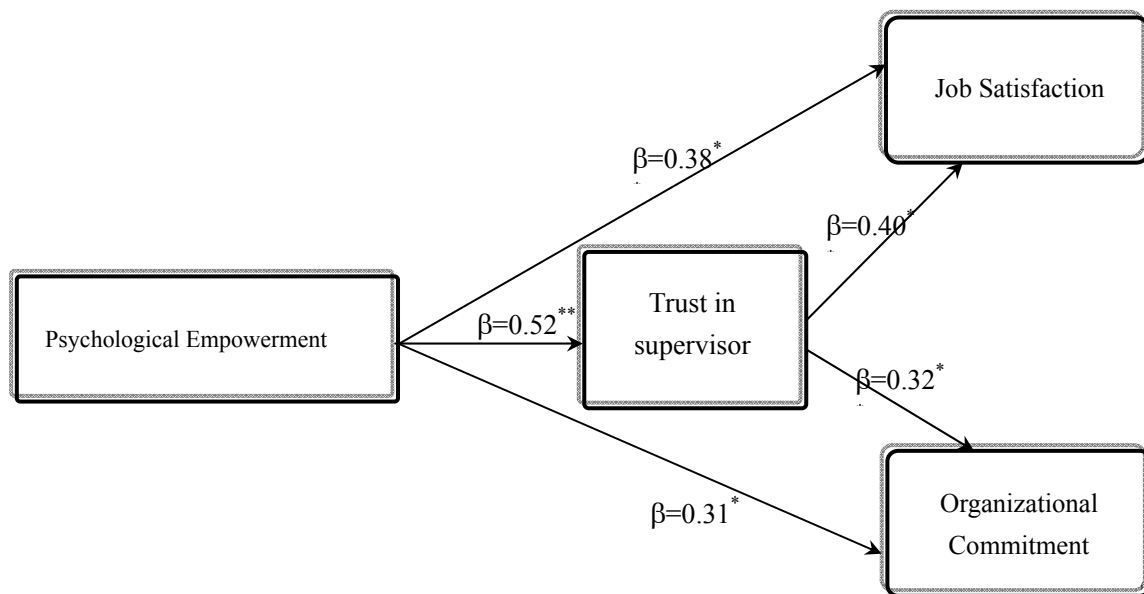 Job Satisfaction
β=0.38*
*
β=0.40*
*
Trust in
supervisor
β=0.52**
Psychological Empowerment
β=0.32*
*
β=0.31*
Organizational
Commitment